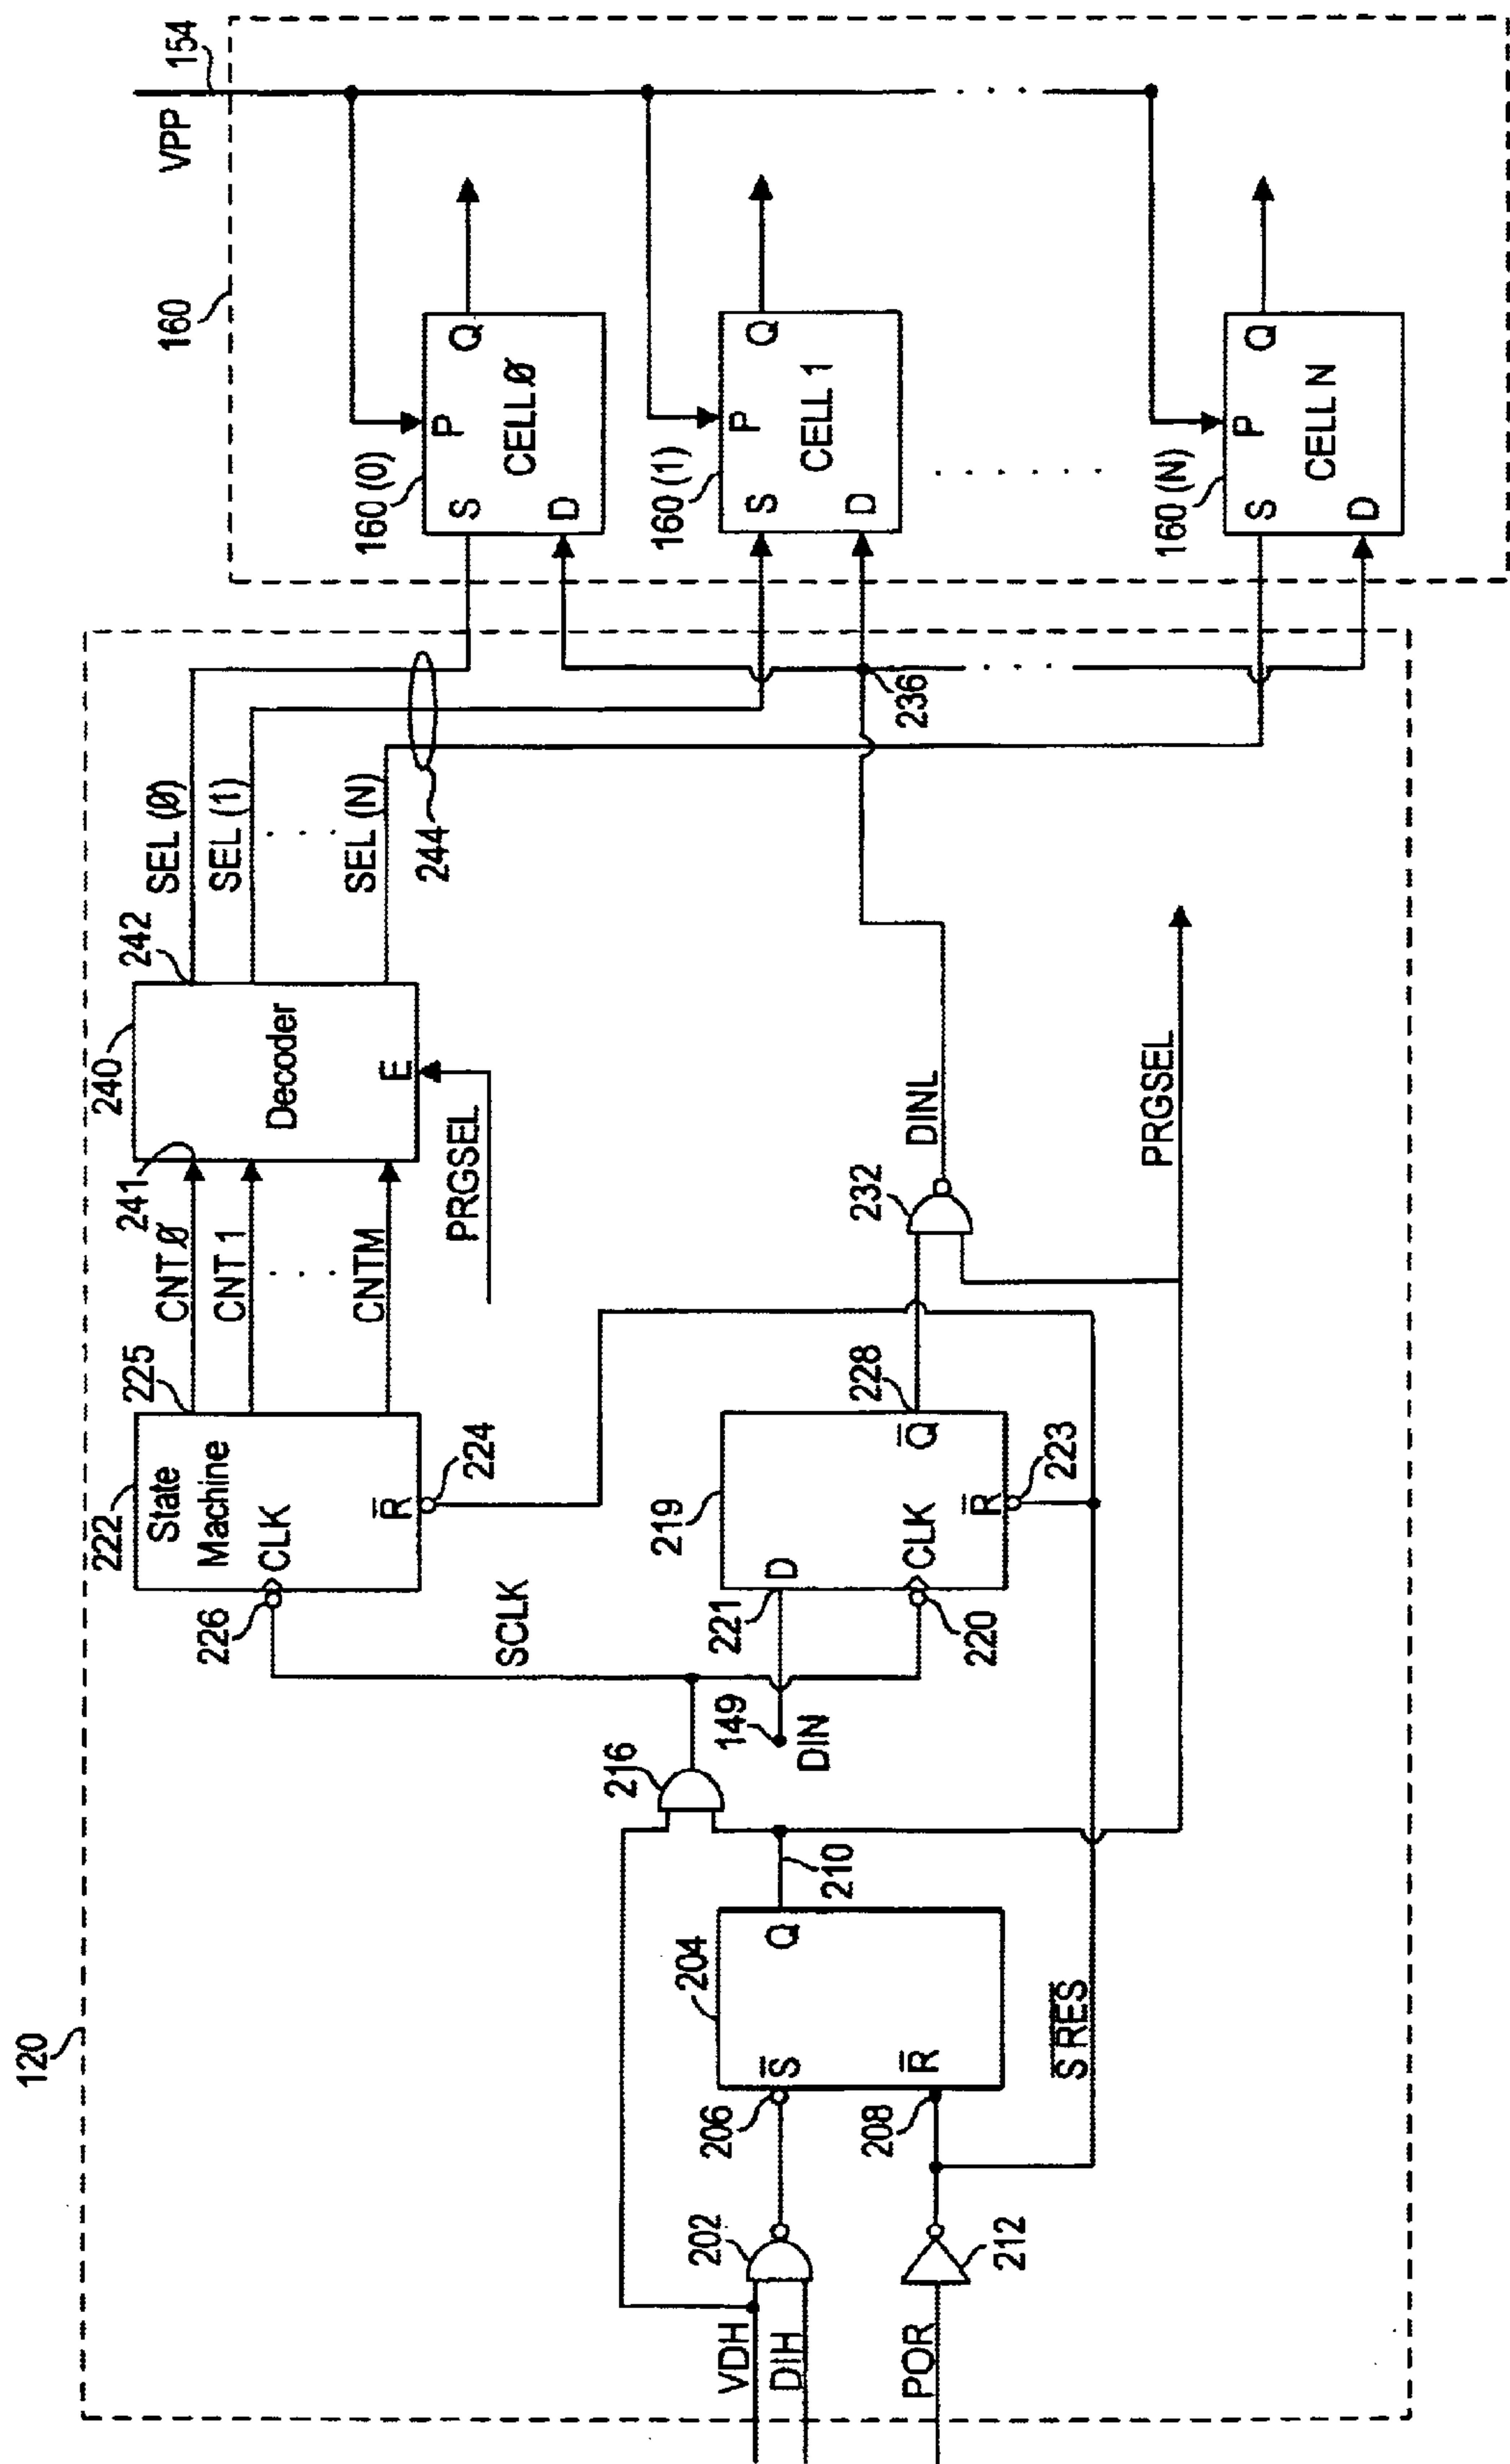 120
VDH
DIH
POR
202
212
206
208
204
S̅
R̅
Q
210
S̅ ̅R̅E̅S̅
216
149
DIN
SCLK
226
222
State
Machine
CLK
R̅
224
225
221
220
219
D
CLK
R̅
Q̅
228
223
CNTØ
CNT 1
. . . .
CNTM
241
PRGSEL
240
Decoder
E
242
232
DINL
PRGSEL
SEL (Ø)
SEL (1)
. . . .
SEL (N)
244
236
160
VPP
154
160 (0)
S
P
D
Q
CELL Ø
160 (1)
S
P
D
Q
CELL 1
160 (N)
S
P
D
Q
CELL N